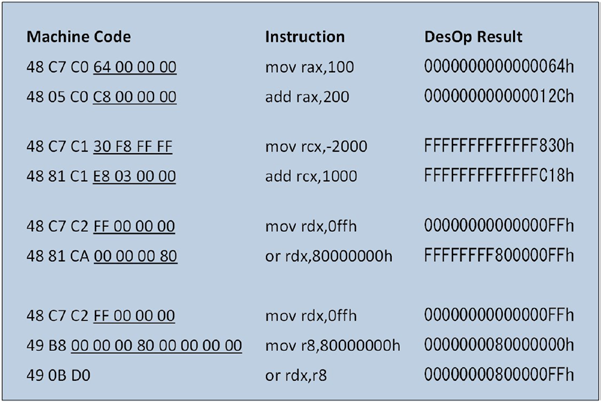 Machine Code Instruction DesOp Result
48 C7 C0 64 00 00 00 mov rax,100 0000000000000064h
48 05 C0 C8 00 00 00 add rax,200 000000000000012Ch
48 C7 C1 30 F8 FF FF mov rcx,-2000 FFFFFFFFFFFFF830h
48 81 C1 E8 03 00 00 add rcx,1000 FFFFFFFFFFFFFC18h
48 C7 C2 FF 00 00 00 mov rdx,0ffh 00000000000000FFh
48 81 CA 00 00 00 80 or rdx,80000000h FFFFFFFF800000FFh
48 C7 C2 FF 00 00 00 mov rdx,0ffh 00000000000000FFh
49 B8 00 00 00 80 00 00 00 00 mov r8,80000000h 0000000080000000h
49 0B D0 or rdx,r8 00000000800000FFh